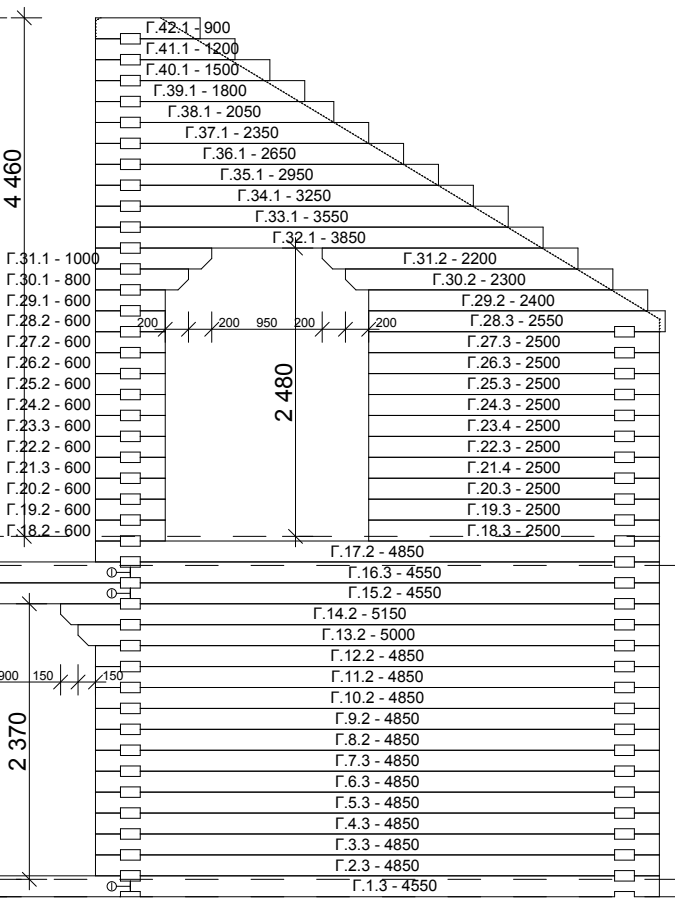 Г.42.1 - 900
Г.41.1 - 1200
Г.40.1 - 1500
Г.39.1 - 1800
Г.38.1 - 2050
Г.37.1 - 2350
Г.36.1 - 2650
4 460
Г.35.1 - 2950
Г.34.1 - 3250
Г.33.1 - 3550
Г.32.1 - 3850
Г.31.1 - 1000 Г.31.2 - 2200
Г.30.1 - 800 Г.30.2 - 2300
Г.29.1 - 600 Г.29.2 - 2400
Г.28.2 - 600 200 200 950 200 200 Г.28.3 - 2550
Г.27.2 - 600 Г.27.3 - 2500
Г.26.2 - 600 Г.26.3 - 2500
Г.25.2 - 600 2 480 Г.25.3 - 2500
Г.24.2 - 600 Г.24.3 - 2500
Г.23.3 - 600 Г.23.4 - 2500
Г.22.2 - 600 Г.22.3 - 2500
Г.21.3 - 600 Г.21.4 - 2500
Г.20.2 - 600 Г.20.3 - 2500
Г.19.2 - 600 Г.19.3 - 2500
Г.18.2 - 600 Г.18.3 - 2500
Г.17.2 - 4850
Г.16.3 - 4550
Г.15.2 - 4550
Г.14.2 - 5150
Г.13.2 - 5000
Г.12.2 - 4850
900 150 150 Г.11.2 - 4850
Г.10.2 - 4850
Г.9.2 - 4850
2 370
Г.8.2 - 4850
Г.7.3 - 4850
Г.6.3 - 4850
Г.5.3 - 4850
Г.4.3 - 4850
Г.3.3 - 4850
Г.2.3 - 4850
Г.1.3 - 4550